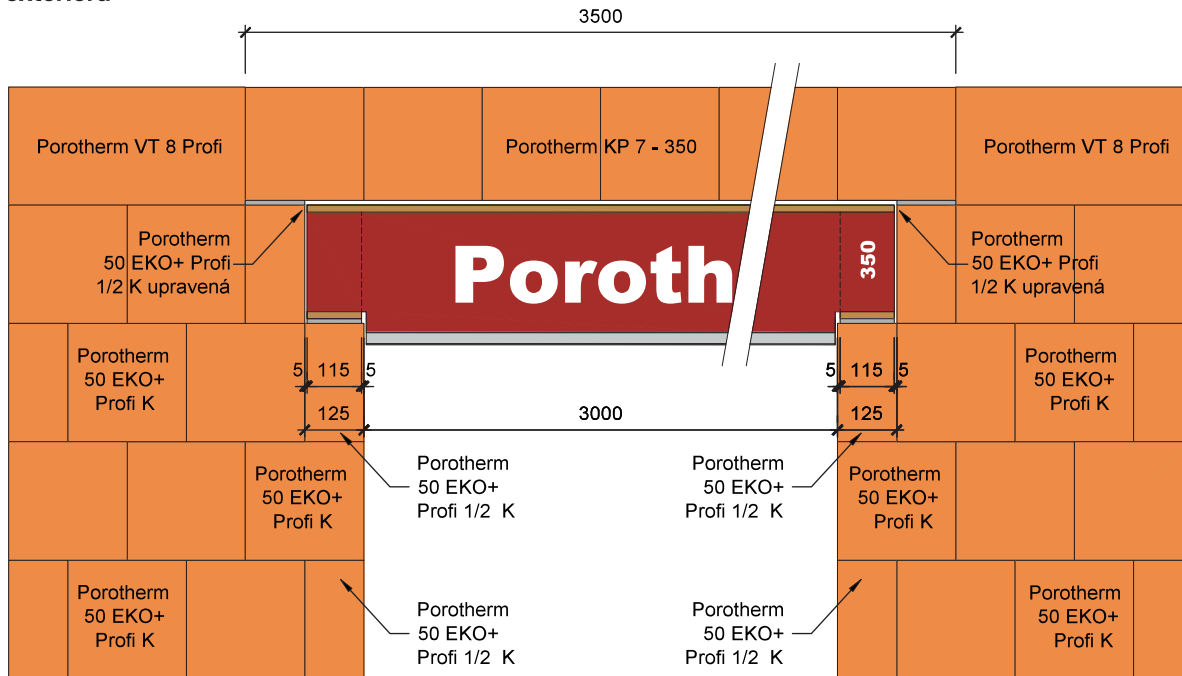 3500
Porotherm VT 8 Profi
Porotherm KP 7 - 350
Porotherm VT 8 Profi
Porotherm
50 EKO+ Profi
1/2 K upravená
Poroth
350
Porotherm
50 EKO+ Profi
1/2 K upravená
Porotherm
50 EKO+
Profi K
5
115
5
5
115
5
Porotherm
50 EKO+
Profi K
125
3000
125
Porotherm
50 EKO+
Profi K
Porotherm
50 EKO+
Profi 1/2 K
Porotherm
50 EKO+
Profi 1/2 K
Porotherm
50 EKO+
Profi K
Porotherm
50 EKO+
Profi K
Porotherm
50 EKO+
Profi 1/2 K
Porotherm
50 EKO+
Profi 1/2 K
Porotherm
50 EKO+
Profi K